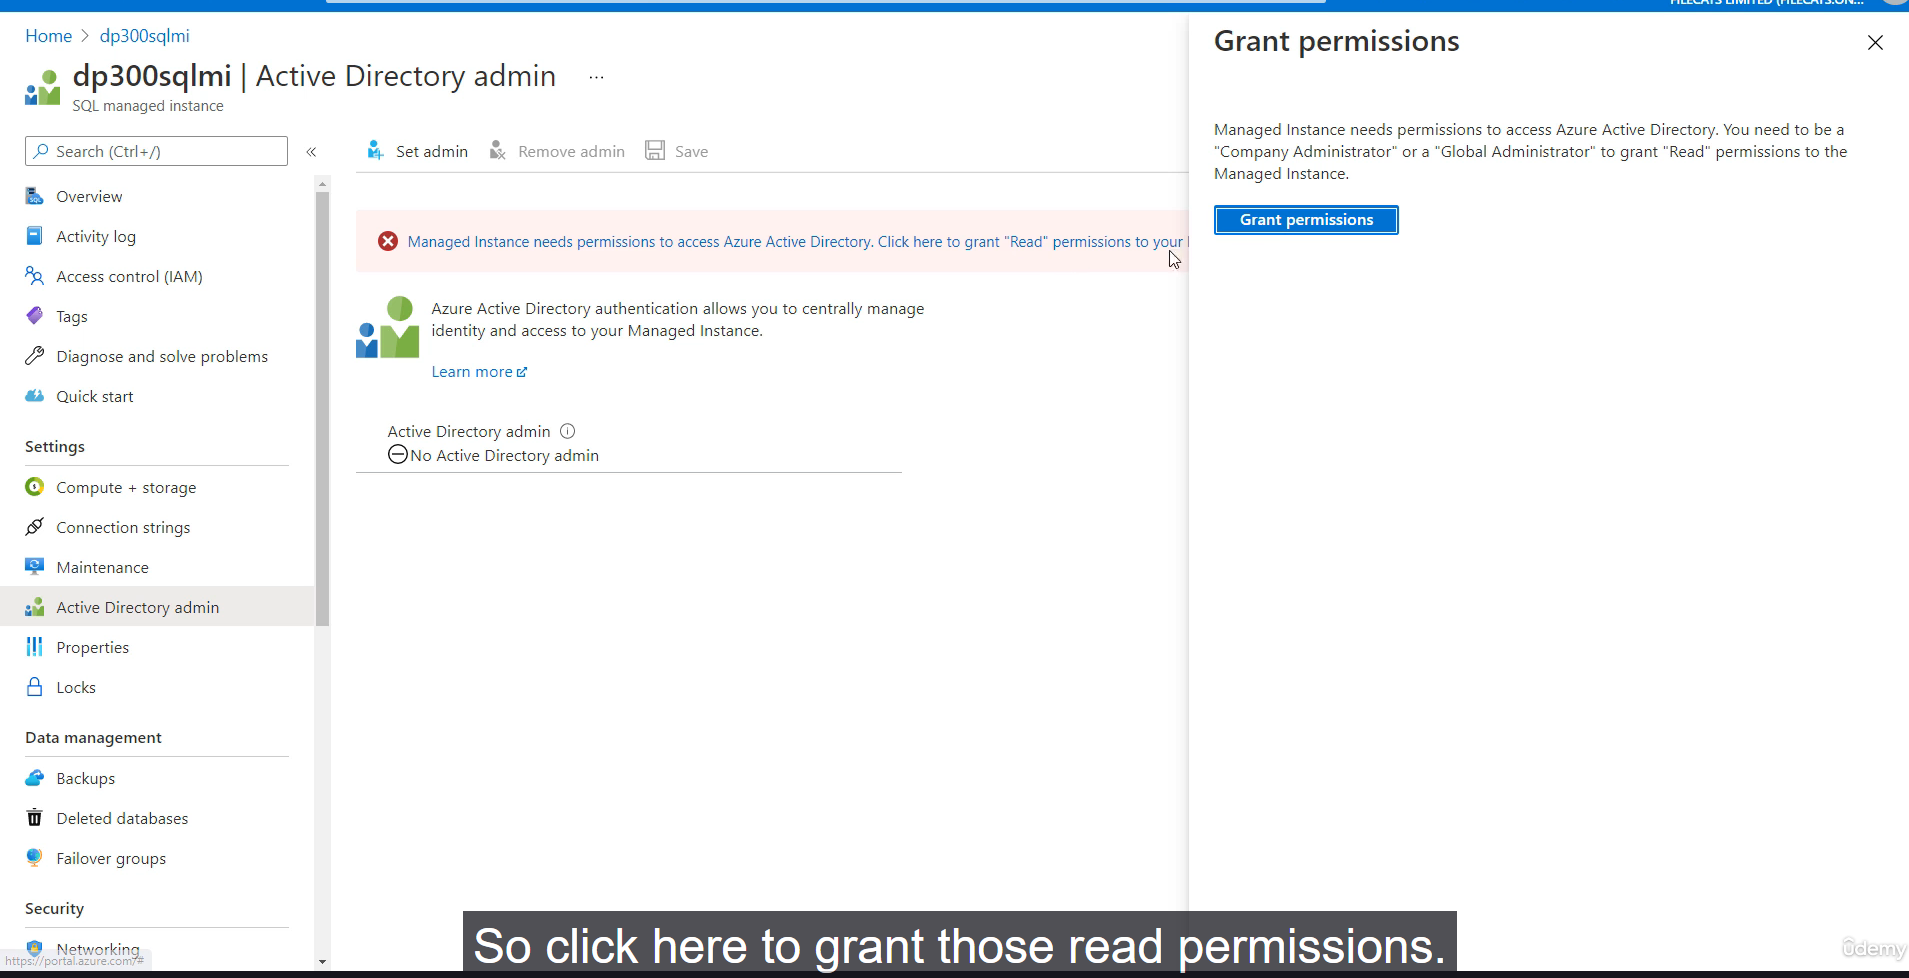 FILECATS LIMITED (FILECATS.ON...
Home > dp300sqlmi
dp300sqlmi | Active Directory admin ...
SQL managed instance
Search (Ctrl+/)
«
Set admin
Remove admin
Save
Overview
Activity log
Access control (IAM)
Tags
Diagnose and solve problems
Quick start
Settings
Compute + storage
Connection strings
Maintenance
Active Directory admin
Properties
Locks
Data management
Backups
Deleted databases
Failover groups
Security
Networking
https://portal.azure.com/#
Managed Instance needs permissions to access Azure Active Directory. Click here to grant "Read" permissions to your
Azure Active Directory authentication allows you to centrally manage
identity and access to your Managed Instance.
Learn more
Active Directory admin
No Active Directory admin
Grant permissions
Managed Instance needs permissions to access Azure Active Directory. You need to be a
"Company Administrator" or a "Global Administrator" to grant "Read" permissions to the
Managed Instance.
Grant permissions
So click here to grant those read permissions.
ûdemy